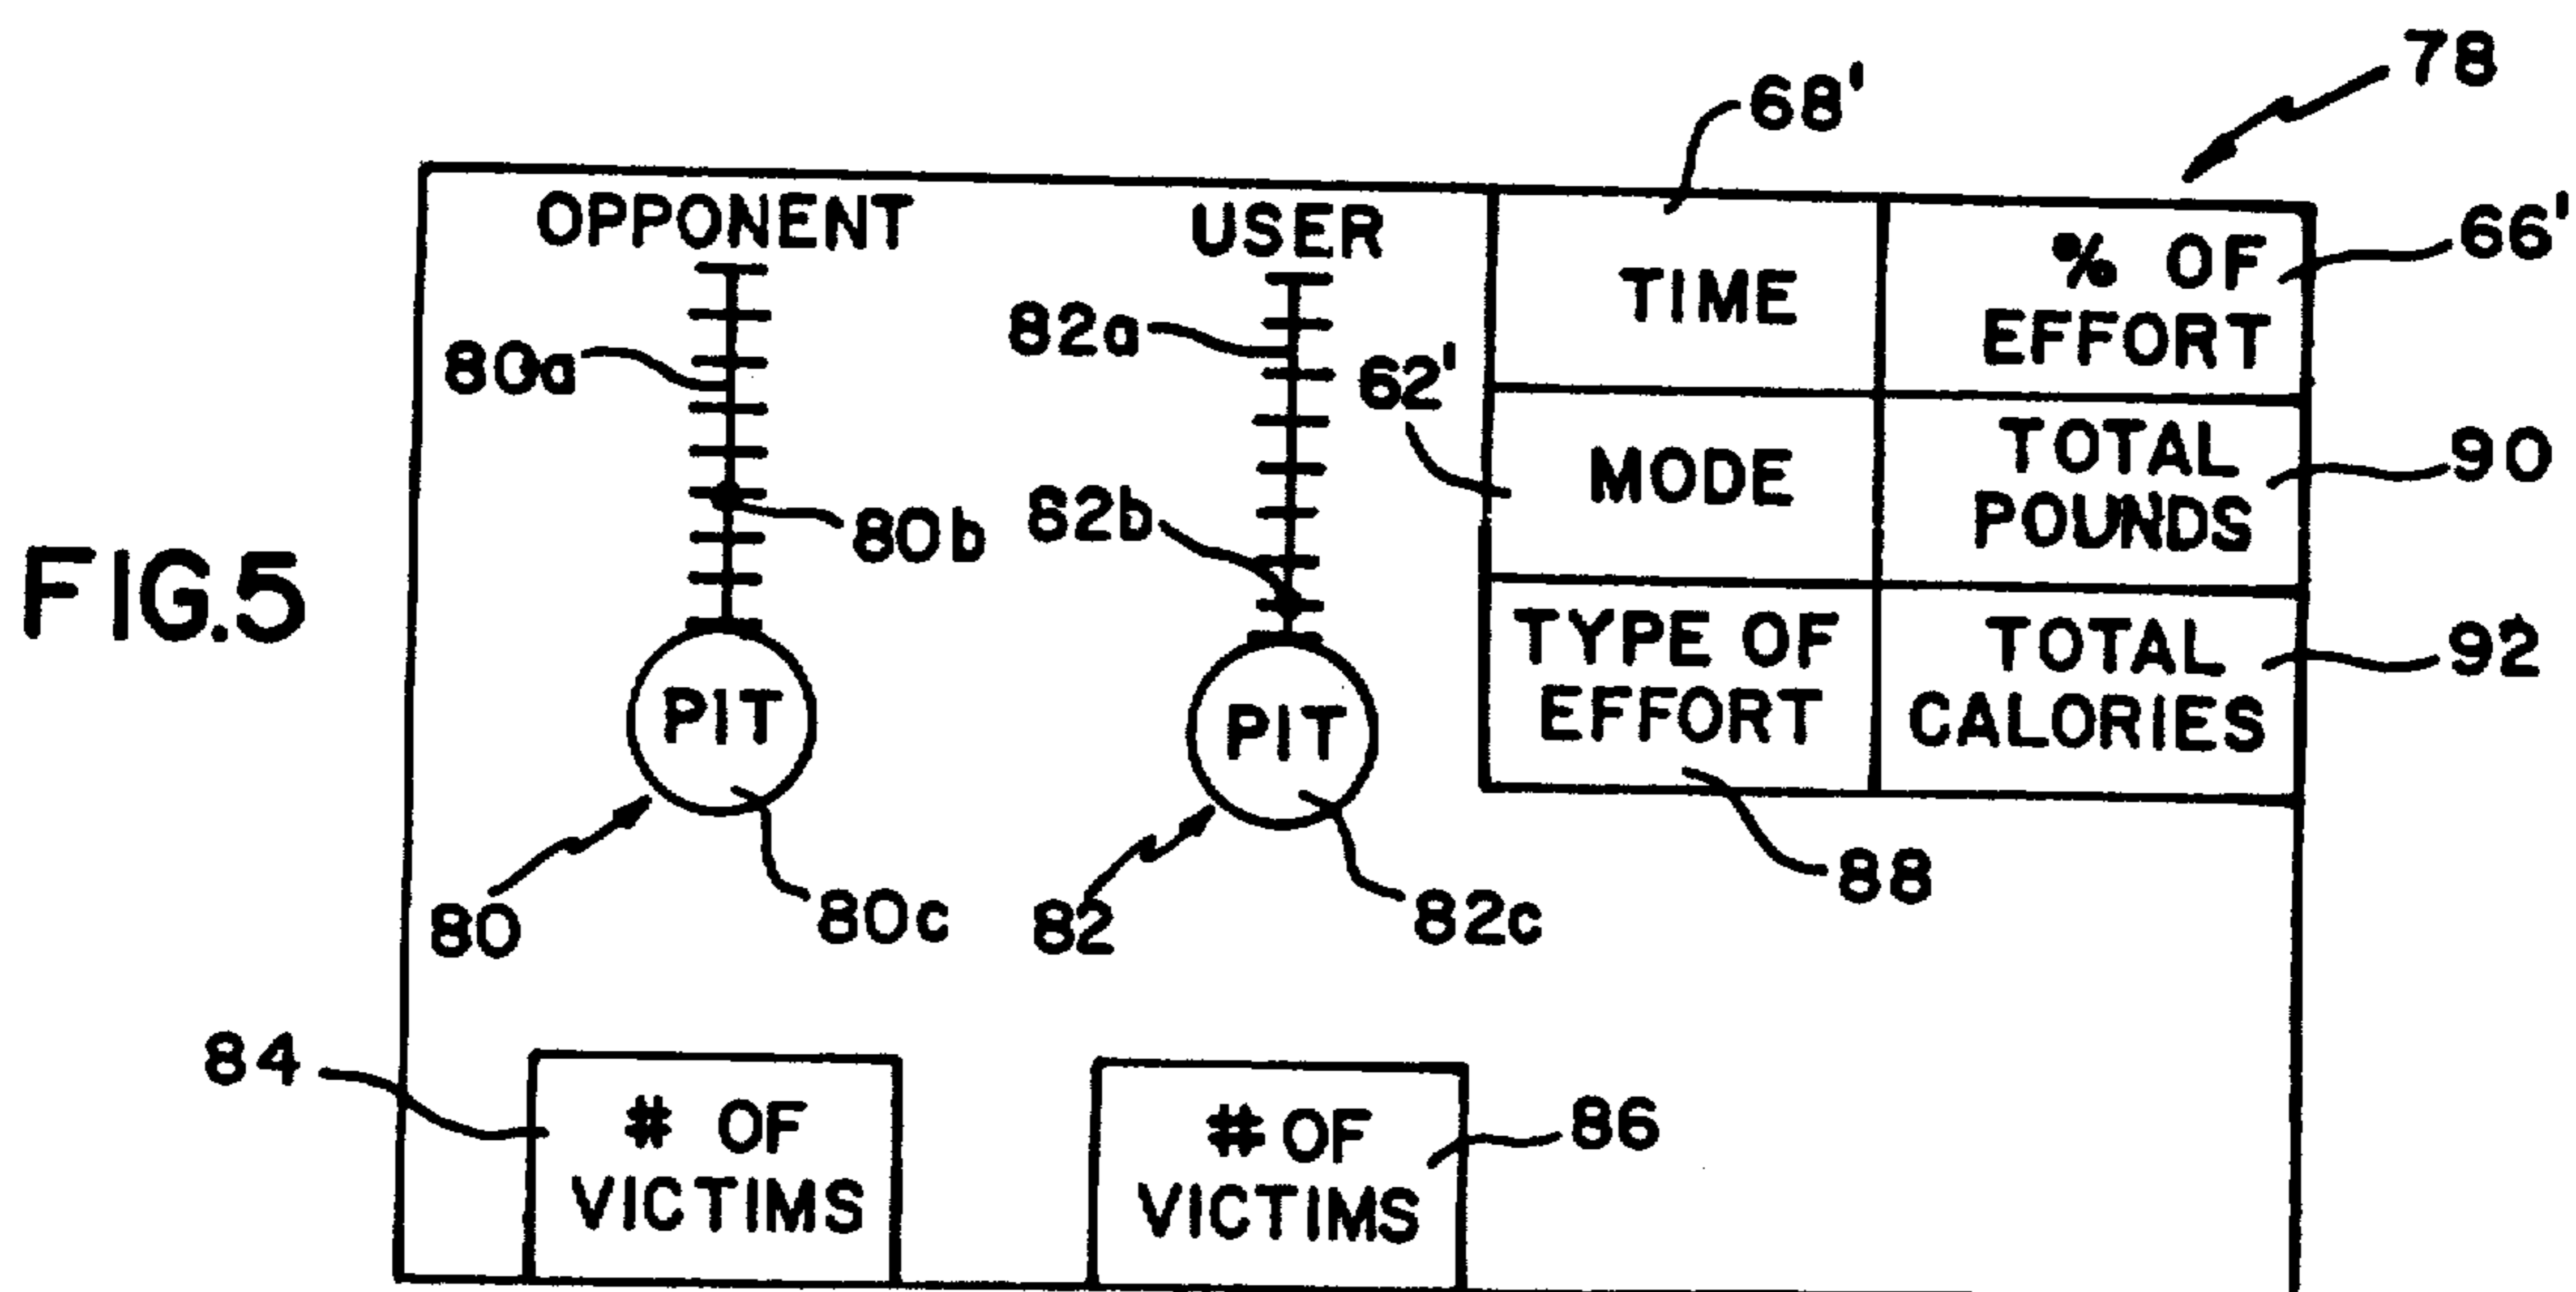 78
68'
OPPONENT
USER
66'
TIME
% OF
EFFORT
80a
82a
62'
MODE
TOTAL
POUNDS
90
80b
62b
FIG.5
TYPE OF
EFFORT
TOTAL
CALORIES
92
PIT
PIT
88
80
80c
82
82c
84
# OF
VICTIMS
# OF
VICTIMS
86